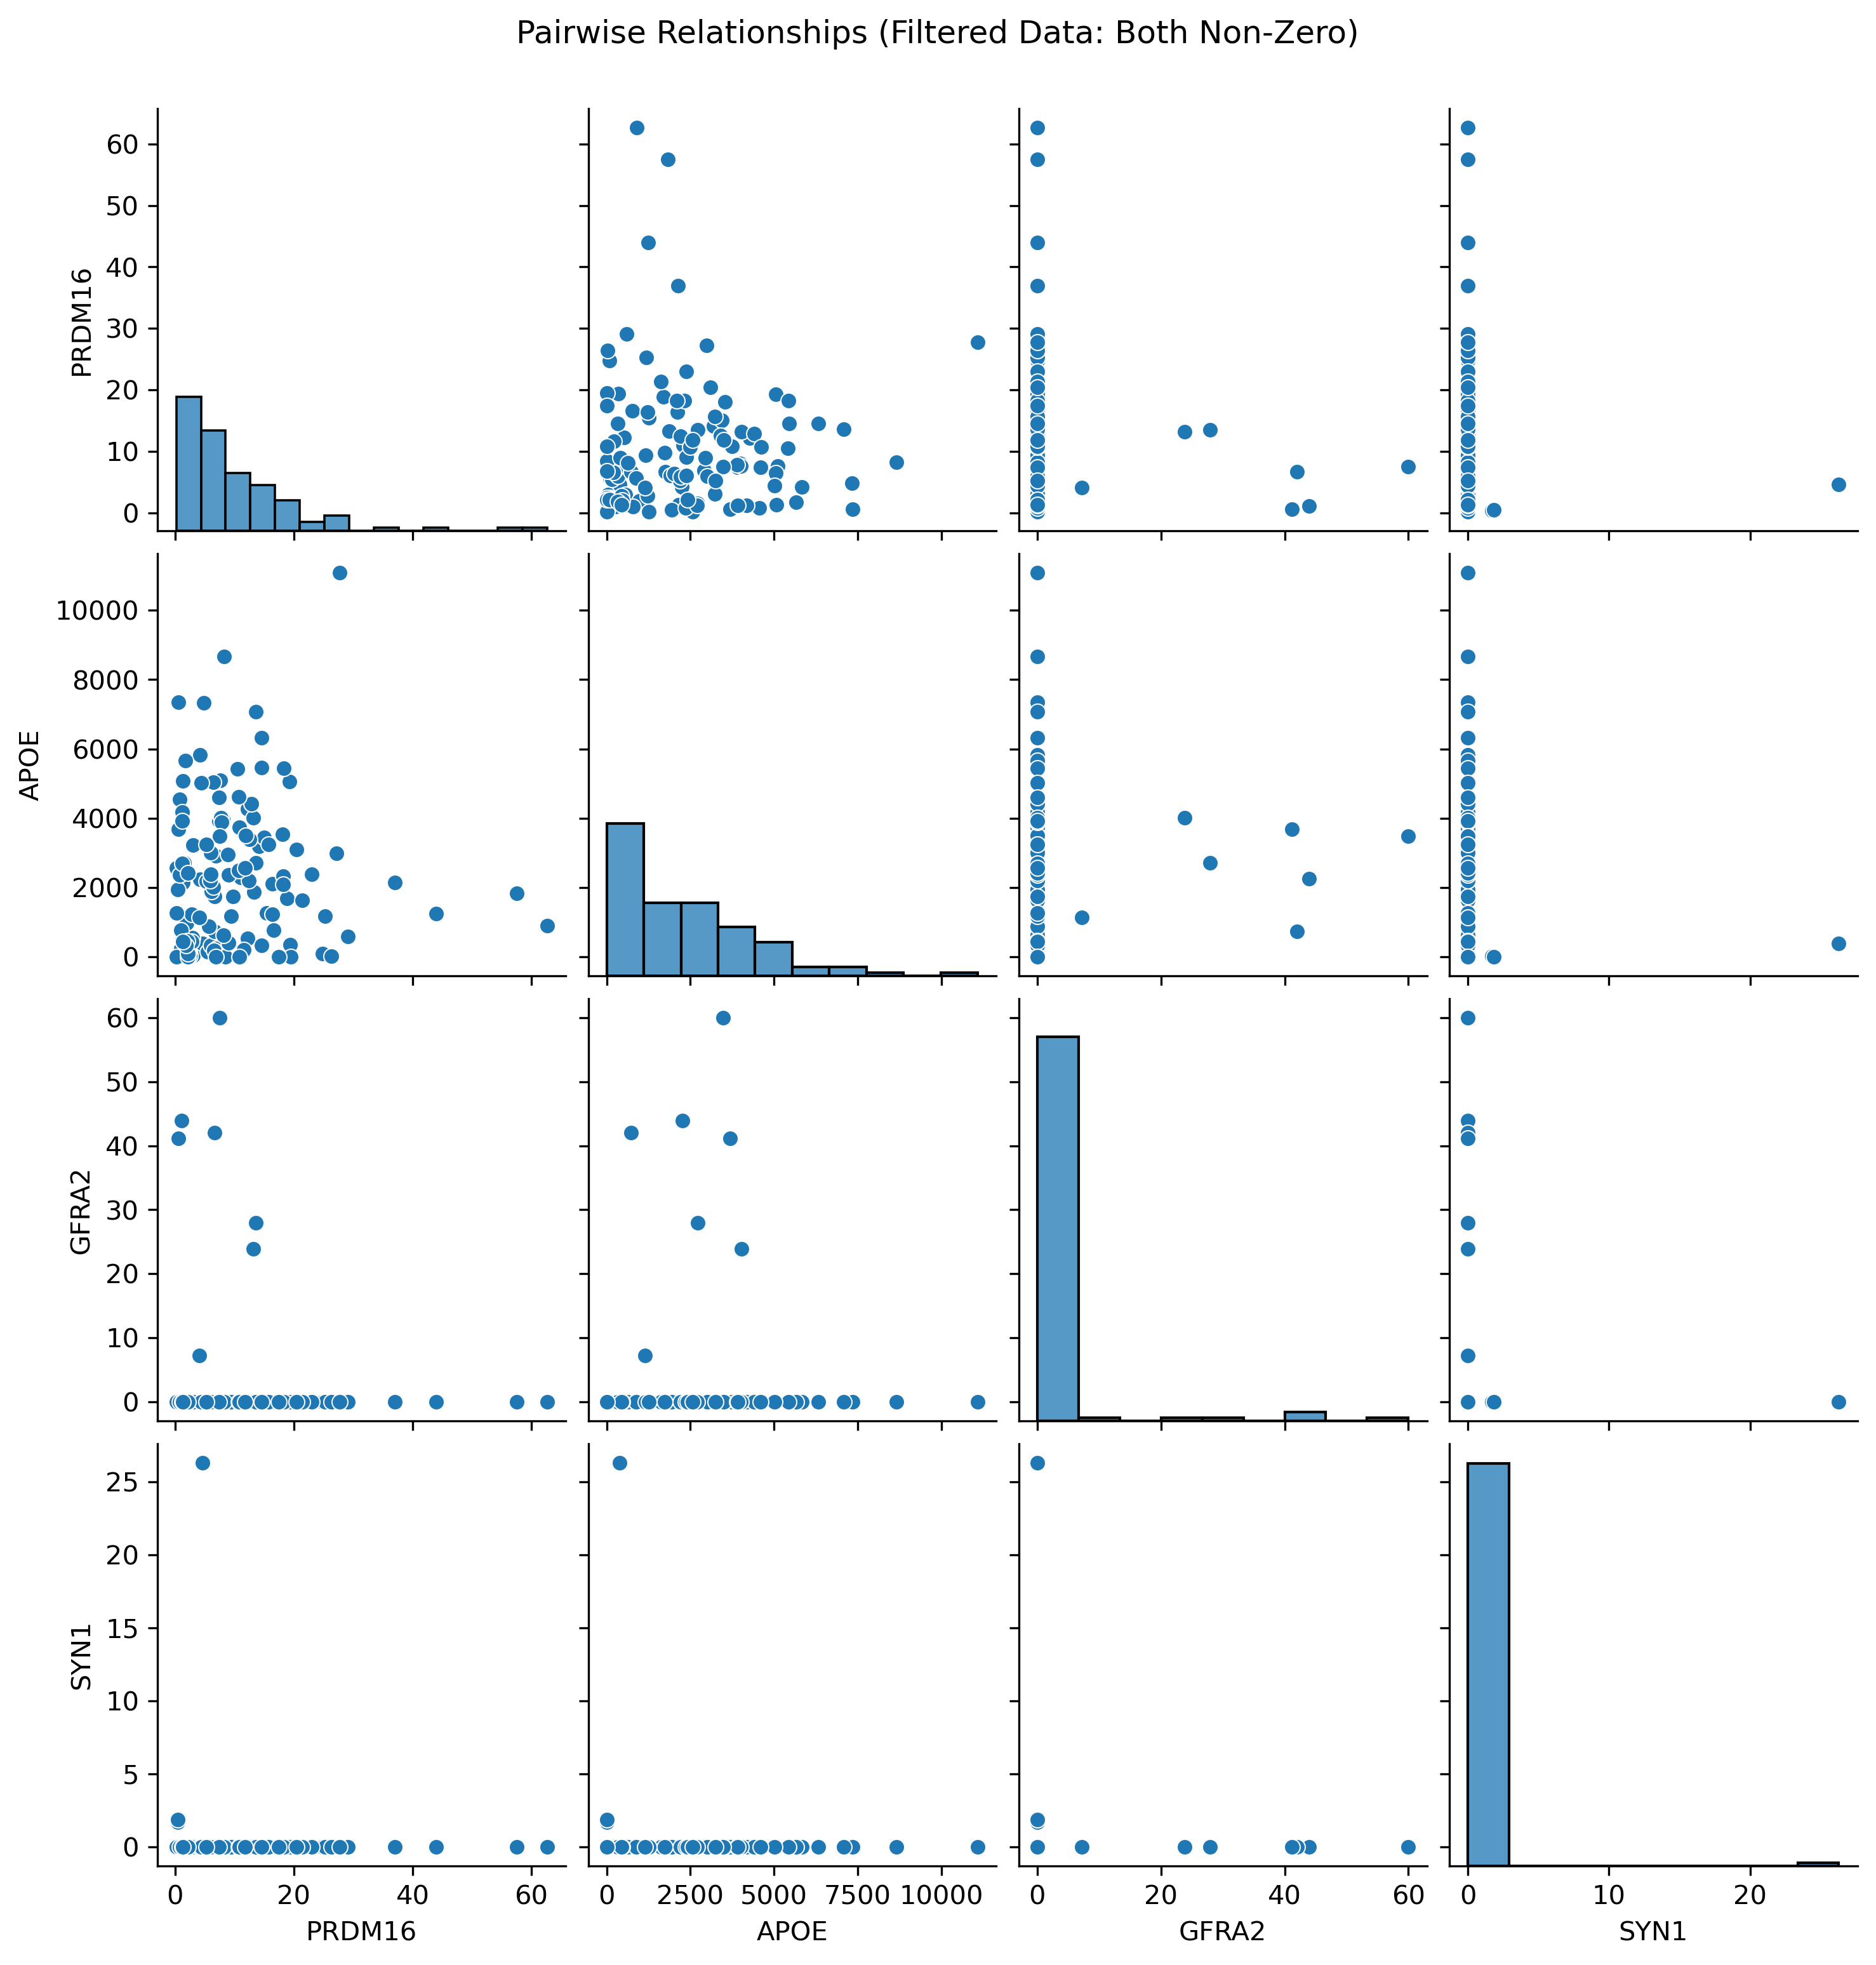 Pairwise Relationships (Filtered Data: Both Non-Zero)
60
50
40
30
20
10
0
PRDM16
10000
8000
6000
4000
2000
0
APOE
60
50
40
30
20
10
0
GFRA2
25
20
15
10
5
0
SYN1
0 20 40 60
0 2500 5000 7500 10000
0 20 40 60
0 10 20
PRDM16 APOE GFRA2 SYN1